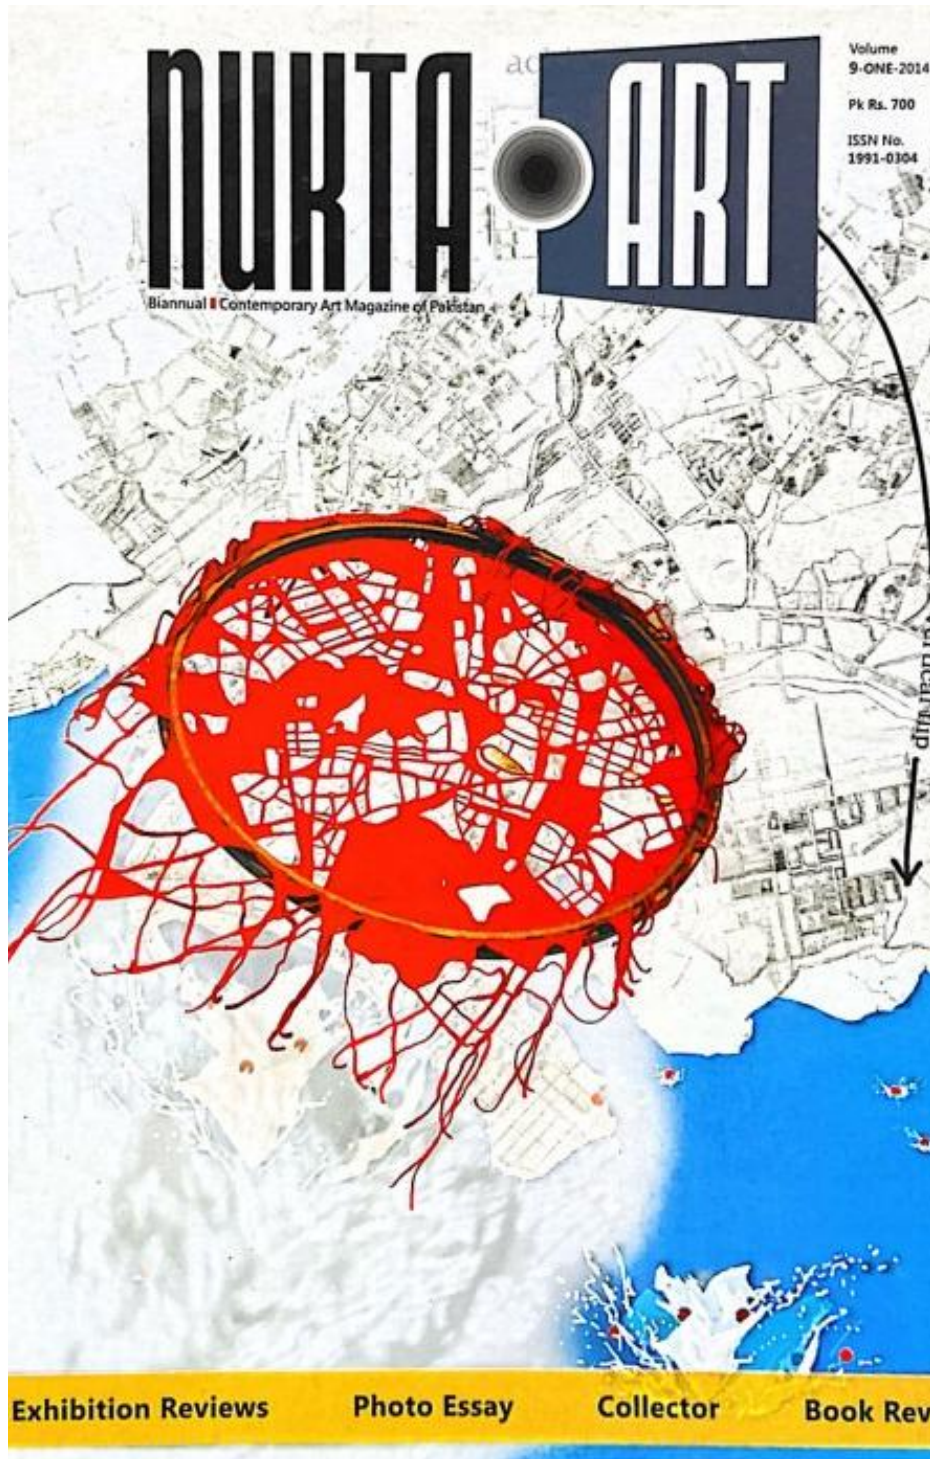 NUKTA ART
Biannual Contemporary Art Magazine of Pakistan
Volume
9-ONE-2014
Pk Rs. 700
ISSN No.
1991-0304
Exhibition Reviews Photo Essay Collector Book Rev